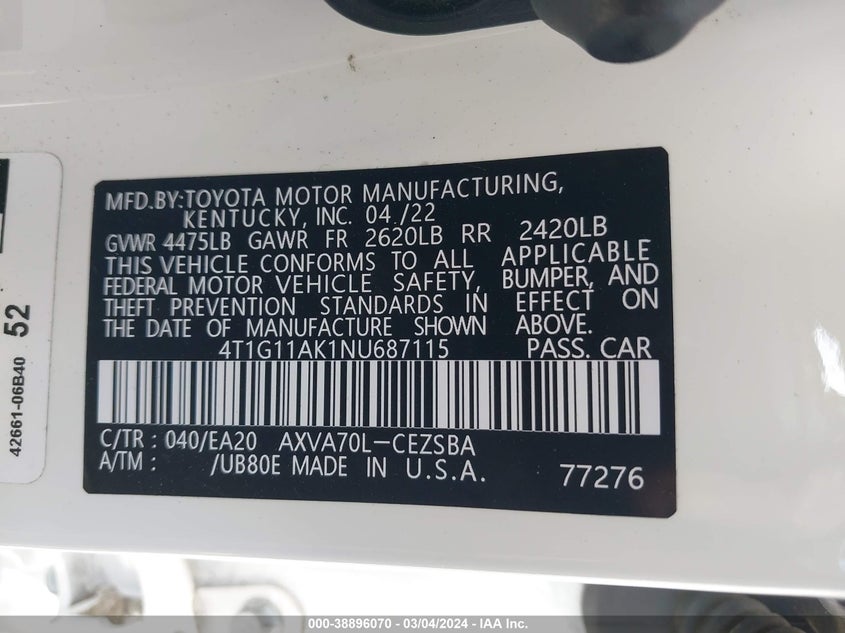 MFD.BY:TOYOTA MOTOR MANUFACTURING,
KENTUCKY, INC. 04/22
GVWR 4475LB GAWR FR 2620LB RR 2420LB
THIS VEHICLE CONFORMS TO ALL APPLICABLE
FEDERAL MOTOR VEHICLE SAFETY, BUMPER, AND
THEFT PREVENTION STANDARDS IN EFFECT ON
THE DATE OF MANUFACTURE SHOWN ABOVE.
4T1G11AK1NU687115 PASS. CAR
C/TR : 040/EA20 AXVA70L-CEZSBA
A/TM : /UB80E MADE IN U.S.A.
77276
42661-06B40 52
000-38896070 - 03/04/2024 - IAA Inc.